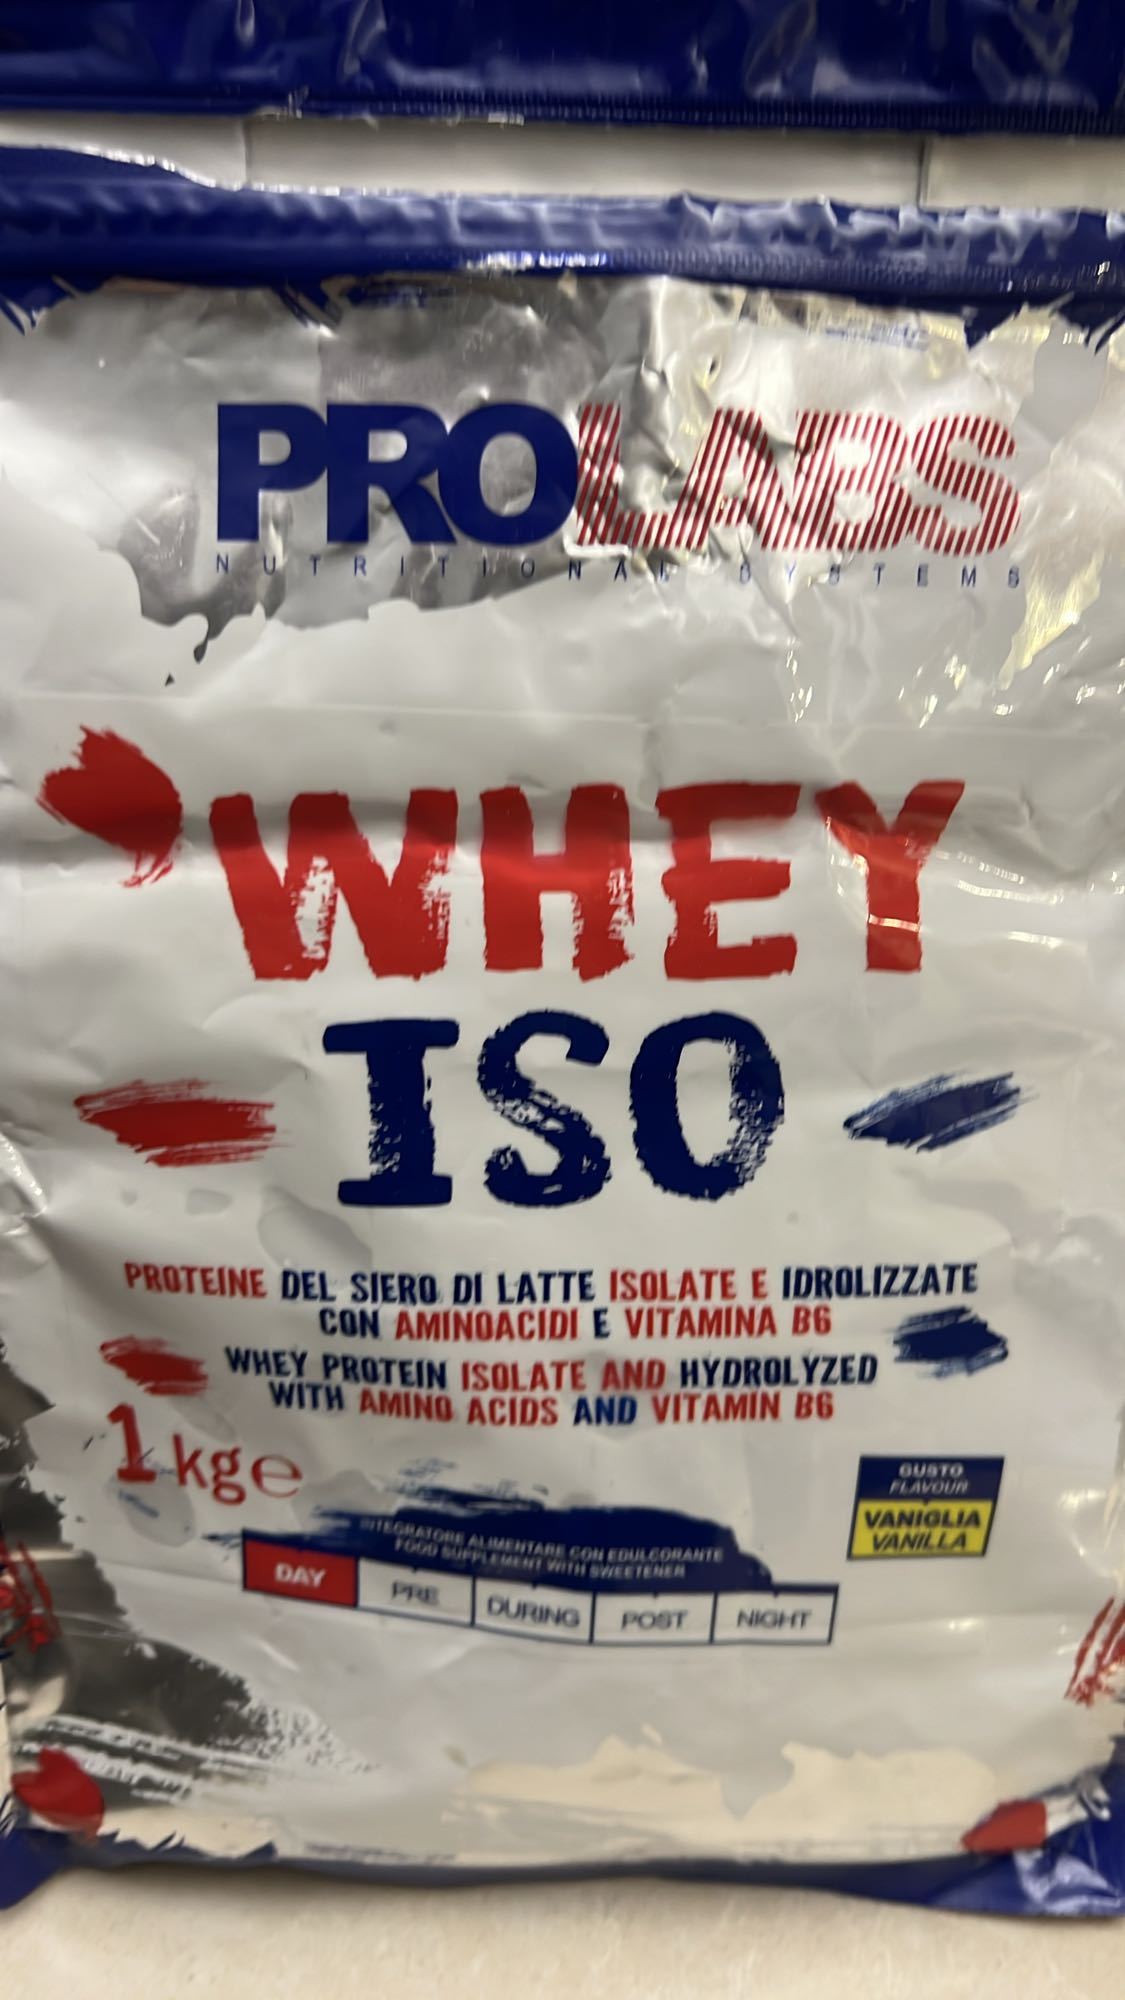 PROLABS
NUTRITIONAL SYSTEMS
WHEY
ISO
PROTEINE DEL SIERO DI LATTE ISOLATE E IDROLIZZATE
CON AMINOACIDI E VITAMINA B6
WHEY PROTEIN ISOLATE AND HYDROLYZED
WITH AMINO ACIDS AND VITAMIN B6
1 kg e
GUSTO
FLAVOUR
VANIGLIA
VANILLA
INTEGRATORE ALIMENTARE CON EDULCORANTE
FOOD SUPPLEMENT WITH SWEETENER
DAY PRE DURING POST NIGHT